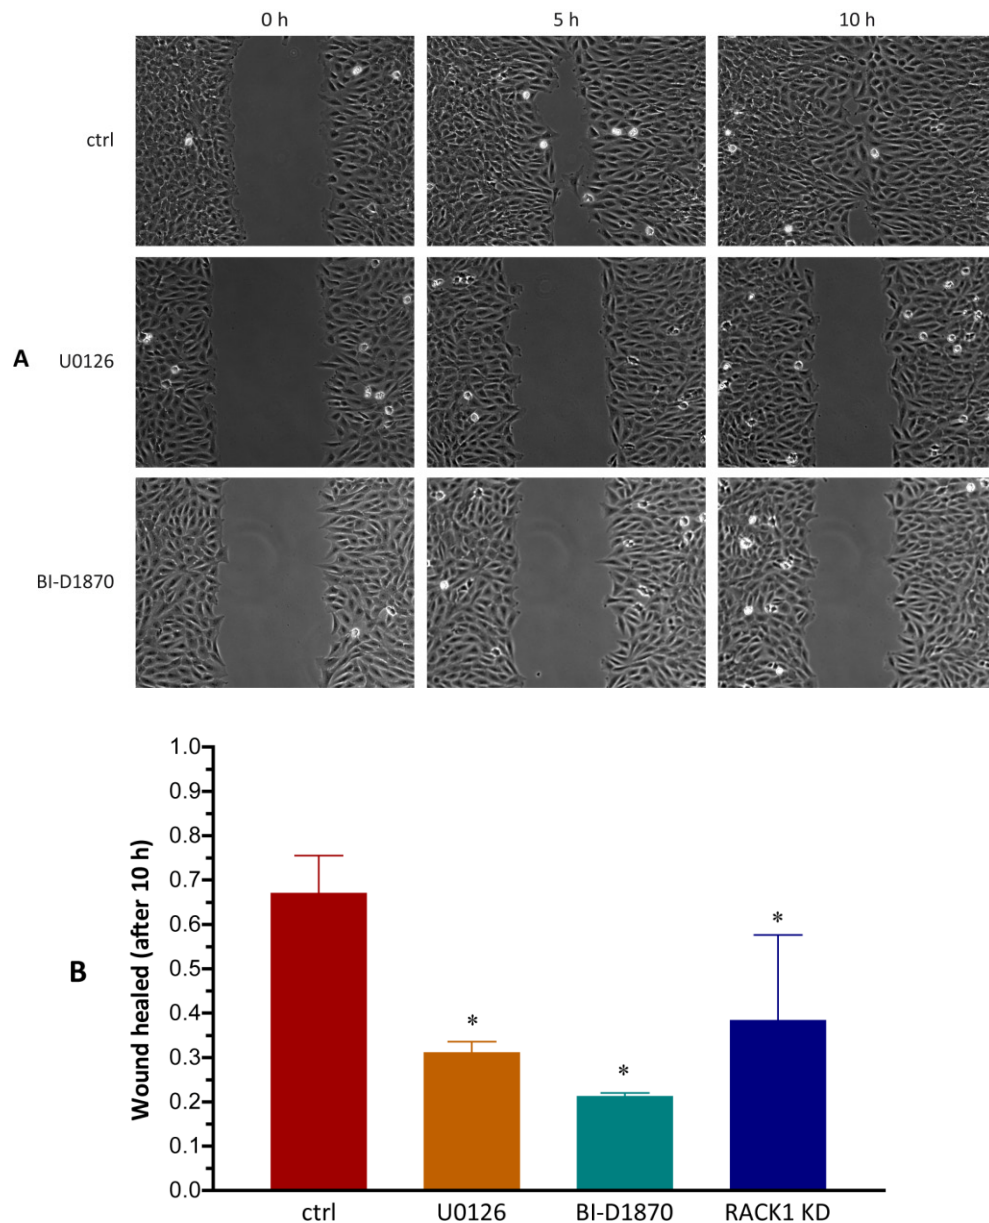 0 h 5 h 10 h
ctrl
A U0126
BI-D1870
B
Wound healed (after 10 h)
1.0
0.9
0.8
0.7
0.6
0.5
0.4
0.3
0.2
0.1
0.0
*
*
*
ctrl U0126 BI-D1870 RACK1 KD